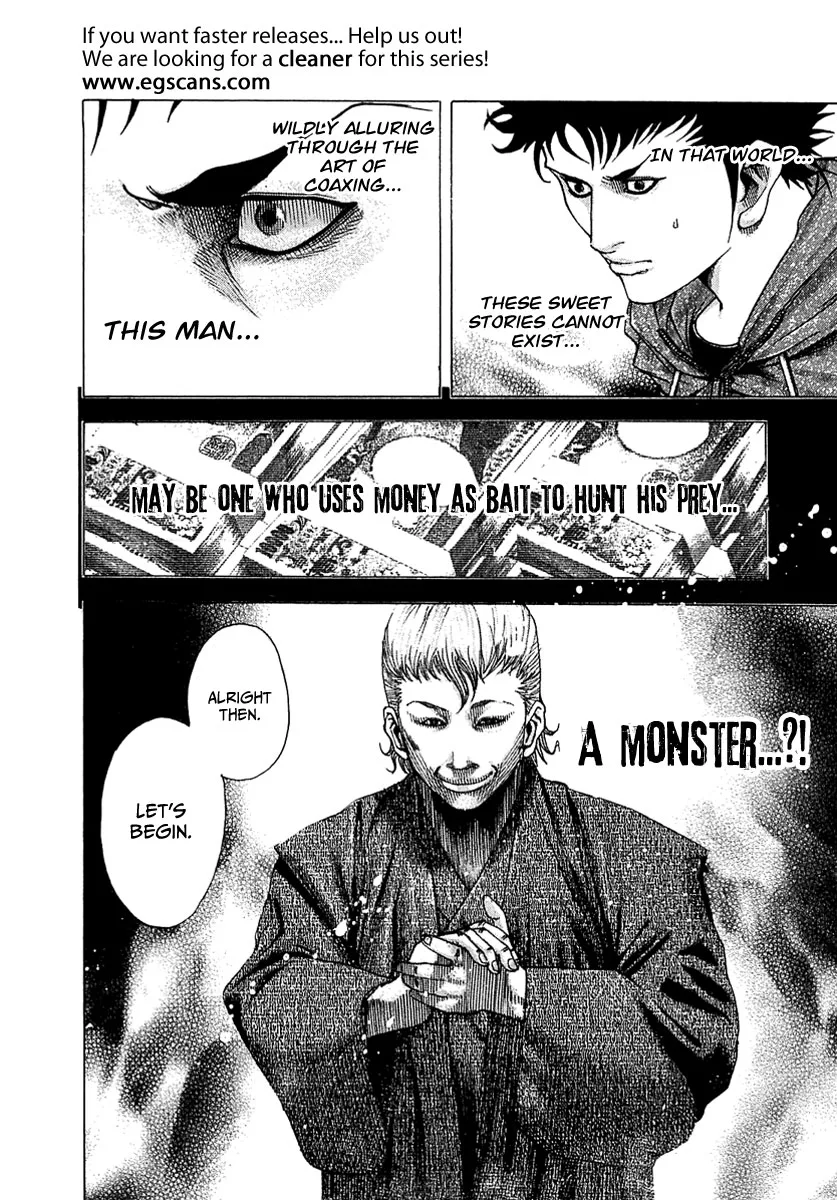 If you want faster releases... Help us out!
We are looking for a cleaner for this series!
www.egscans.com
IN THAT WORLD...
THESE SWEET
STORIES CANNOT
EXIST...
WILDLY ALLURING
THROUGH THE
ART OF
COAXING...
THIS MAN...
MAY BE ONE WHO USES MONEY AS BAIT TO HUNT HIS PREY...
A MONSTER...?!
ALRIGHT
THEN.
LET'S
BEGIN.